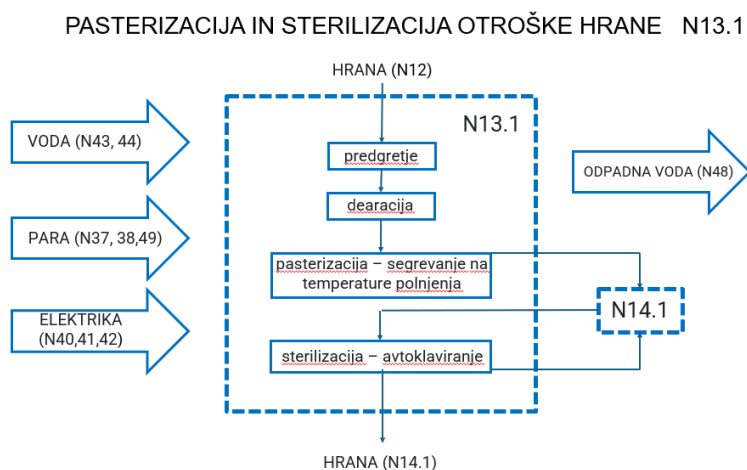 PASTERIZACIJA IN STERILIZACIJA OTROŠKE HRANE N13.1
HRANA (N12)
N13.1
VODA (N43, 44)
predgretje
ODPADNA VODA (N48)
dearacija
PARA (N37, 38,49)
pasterizacija – segrevanje na
temperature polnjenja
N14.1
ELEKTRIKA
(N40,41,42)
sterilizacija – avtoklaviranje
HRANA (N14.1)